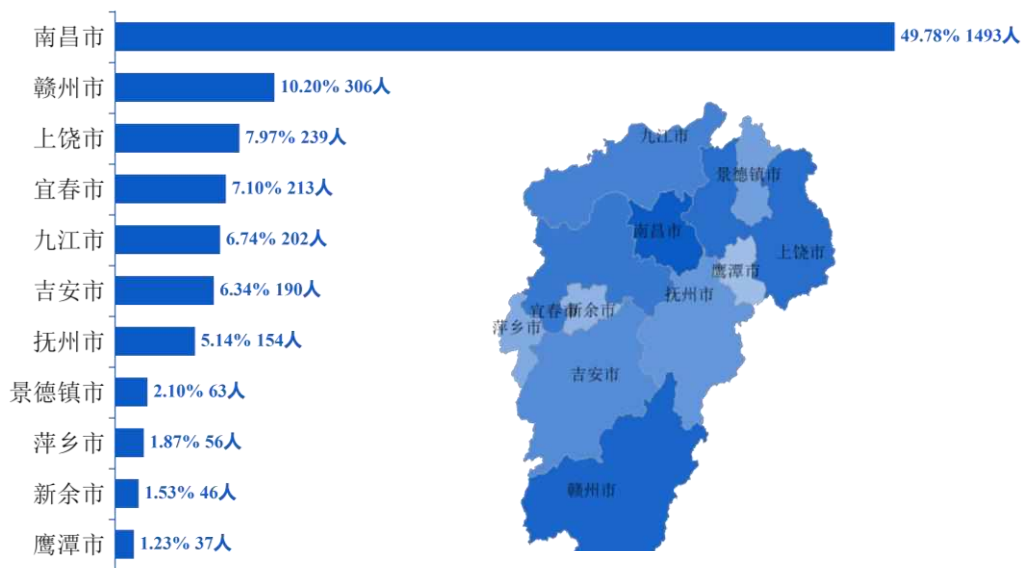 南昌市 49.78% 1493人
赣州市 10.20% 306人
上饶市 7.97% 239人
宜春市 7.10% 213人
九江市 6.74% 202人
吉安市 6.34% 190人
抚州市 5.14% 154人
景德镇市 2.10% 63人
萍乡市 1.87% 56人
新余市 1.53% 46人
鹰潭市 1.23% 37人
九江市
景德镇市
南昌市
上饶市
鹰潭市
抚州市
宜春市
新余市
萍乡市
吉安市
赣州市